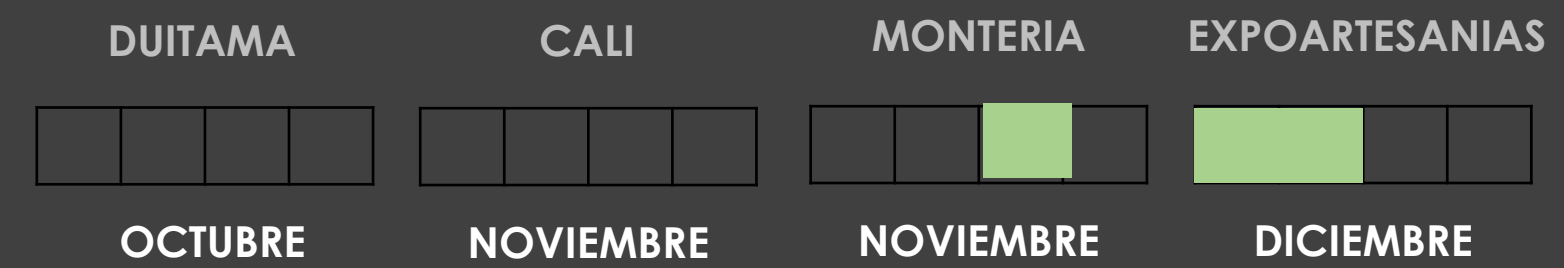 DUITAMA CALI MONTERIA EXPOARTESANIAS
OCTUBRE NOVIEMBRE NOVIEMBRE DICIEMBRE